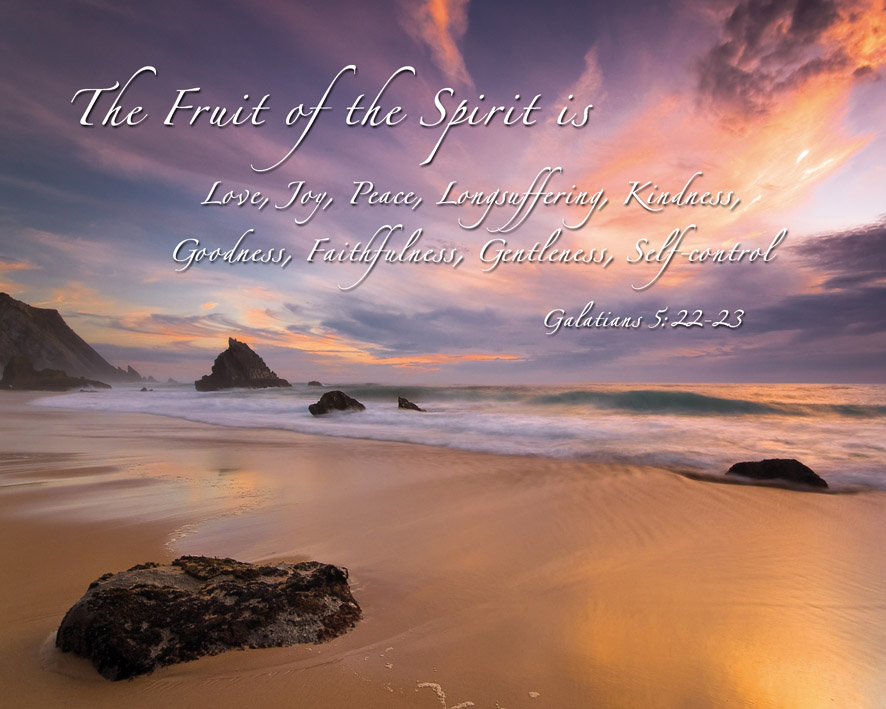 The Fruit of the Spirit is
Love, Joy, Peace, Longsuffering, Kindness,
Goodness, Faithfulness, Gentleness, Self-control
Galatians 5:22-23